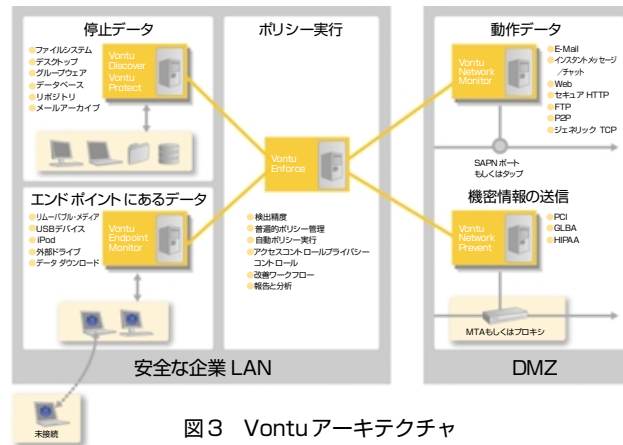 停止データ
ファイルシステム
デスクトップ
グループウェア
データベース
リポジトリ
メールアーカイブ
Vontu
Discover
Vontu
Protect
エンドポイントにあるデータ
リムーバブル・メディア
USBデバイス
iPod
外部ドライブ
データ ダウンロード
Vontu
Endpoint
Monitor
ポリシー実行
Vontu
Enforce
検出精度
普遍的ポリシー管理
自動ポリシー実行
アクセスコントロールプライバシー
コントロール
改善ワークフロー
報告と分析
安全な企業 LAN
未接続
動作データ
Vontu
Network
Monitor
E-Mail
インスタントメッセージ
/チャット
Web
セキュア HTTP
FTP
P2P
ジェネリック TCP
SAPN ポート
もしくはタップ
機密情報の送信
Vontu
Network
Prevent
PCI
GLBA
HIPAA
MTAもしくはプロキシ
DMZ
図3 Vontuアーキテクチャ